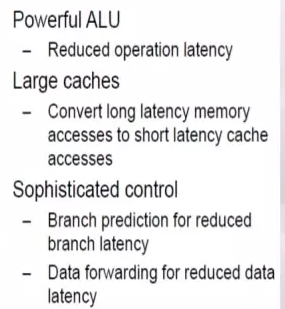 Powerful ALU
– Reduced operation latency
Large caches
– Convert long latency memory
accesses to short latency cache
accesses
Sophisticated control
– Branch prediction for reduced
branch latency
– Data forwarding for reduced data
latency